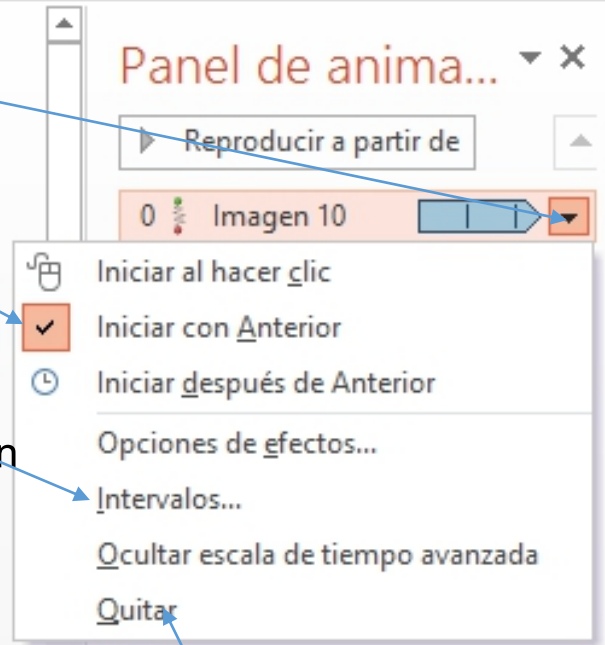 Panel de anima...
Reproducir a partir de
0 Imagen 10
Iniciar al hacer clic
Iniciar con Anterior
Iniciar después de Anterior
Opciones de efectos...
n
Intervalos...
Ocultar escala de tiempo avanzada
Quitar